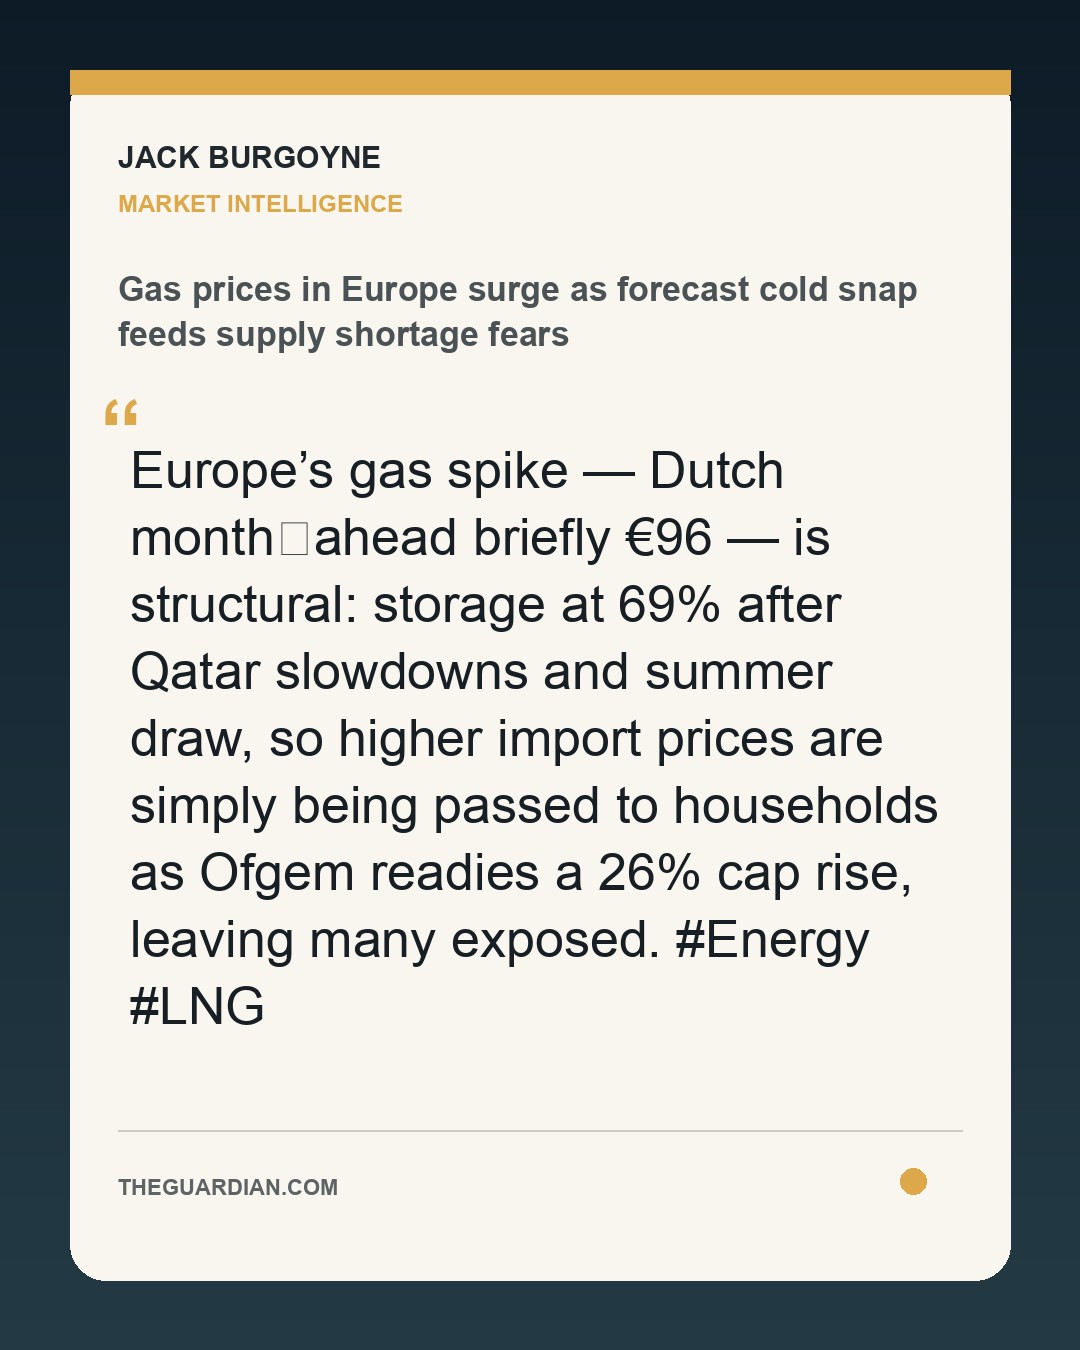 JACK BURGOYNE
MARKET INTELLIGENCE
Gas prices in Europe surge as forecast cold snap
feeds supply shortage fears
“
Europe’s gas spike — Dutch
month□ahead briefly €96 — is
structural: storage at 69% after
Qatar slowdowns and summer
draw, so higher import prices are
simply being passed to households
as Ofgem readies a 26% cap rise,
leaving many exposed. #Energy
#LNG
THEGUARDIAN.COM